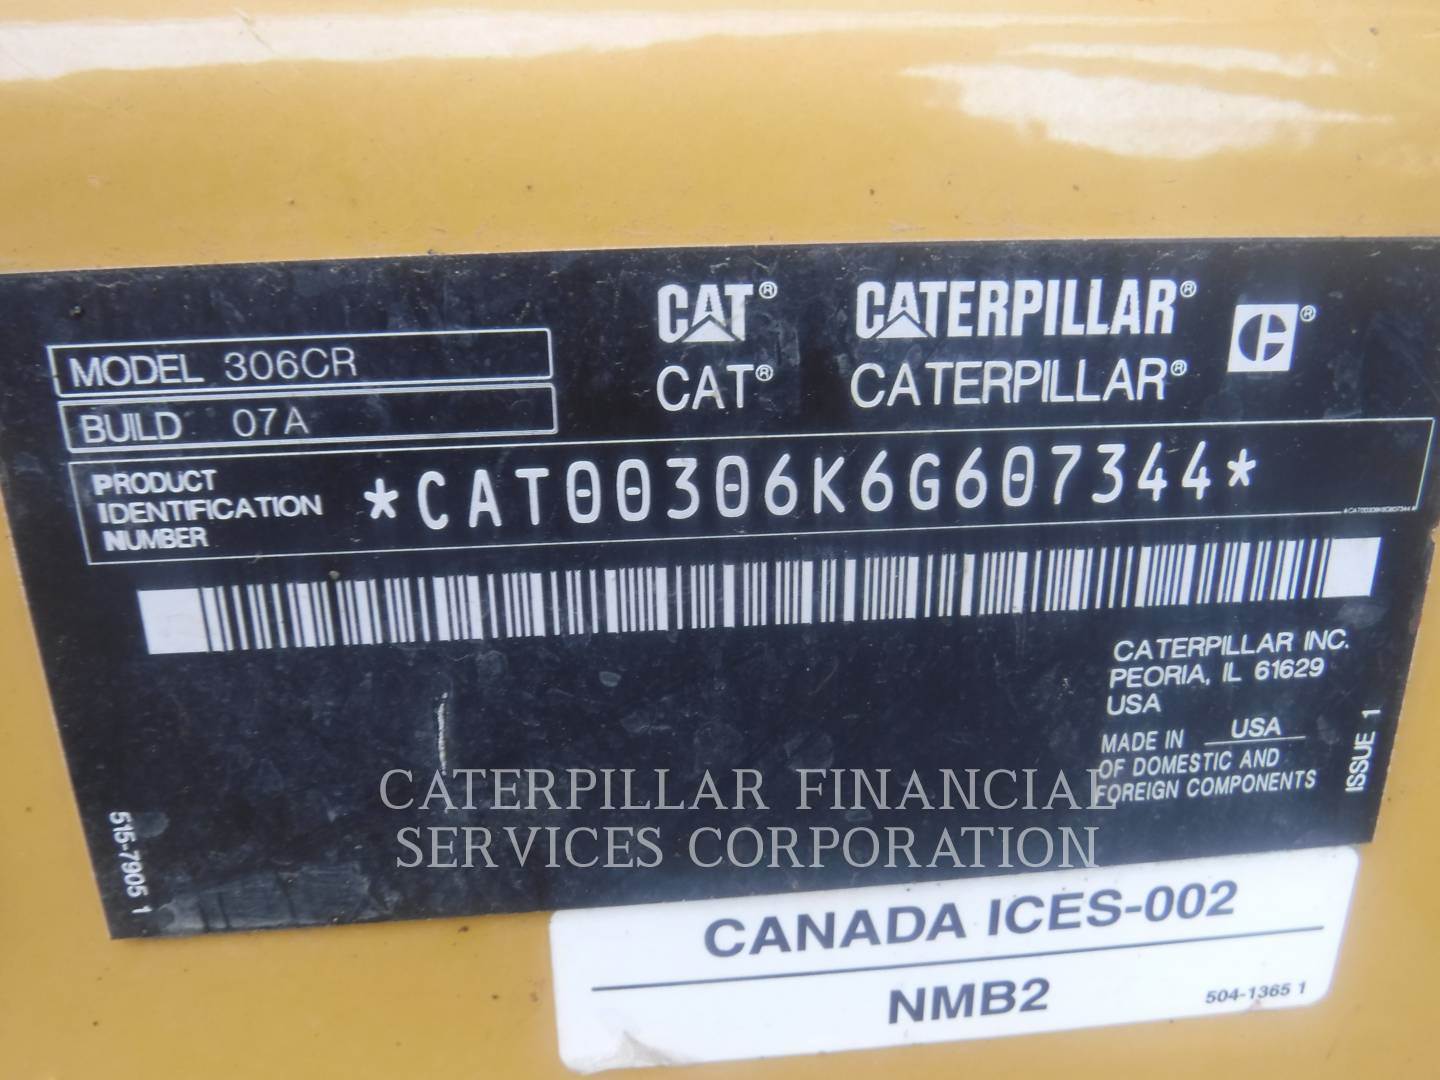 CAT® CATERPILLAR® C®
CAT® CATERPILLAR®
MODEL 306CR
BUILD 07A
PRODUCT
IDENTIFICATION
NUMBER
*CAT00306K6G607344*
*CAT00306K6G607344*
CATERPILLAR INC.
PEORIA, IL 61629
USA
MADE IN USA
OF DOMESTIC AND
FOREIGN COMPONENTS
ISSUE 1
515-7905 1
CATERPILLAR FINANCIAL
SERVICES CORPORATION
CANADA ICES-002
NMB2
504-1365 1